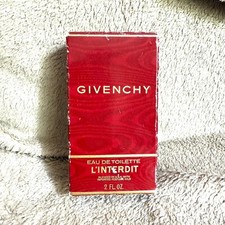 GIVENCHY
EAU DE TOILETTE
L'INTERDIT
2 FL. OZ.